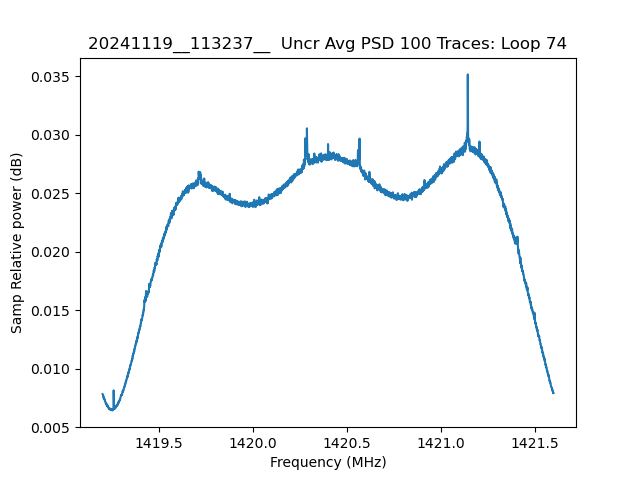 20241119__113237__  Uncr Avg PSD 100 Traces: Loop 74
Samp Relative power (dB)
0.035
0.030
0.025
0.020
0.015
0.010
0.005
1419.5 1420.0 1420.5 1421.0 1421.5
Frequency (MHz)